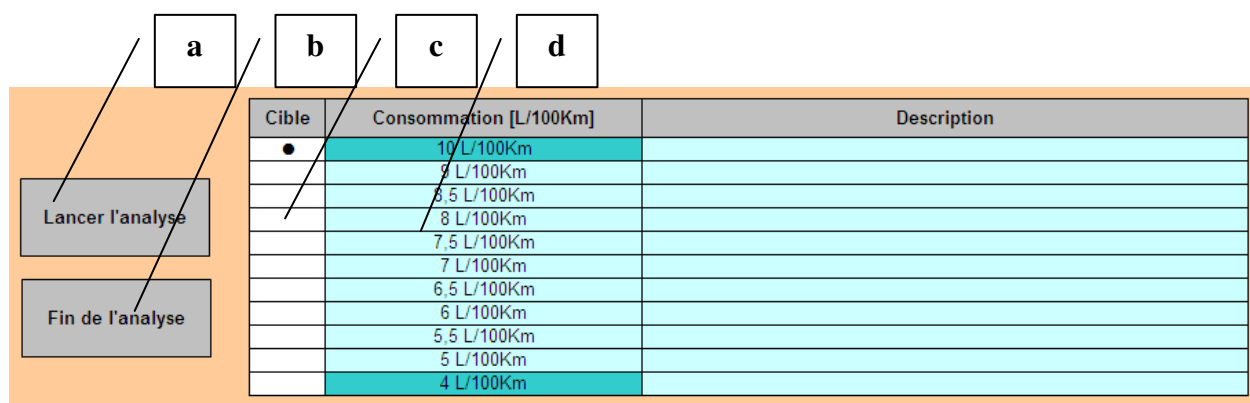 a b c d
Cible Consommation [L/100Km] Description
● 10 L/100Km
9 L/100Km
8,5 L/100Km
Lancer l'analyse
8 L/100Km
7,5 L/100Km
7 L/100Km
6,5 L/100Km
Fin de l'analyse
6 L/100Km
5,5 L/100Km
5 L/100Km
4 L/100Km